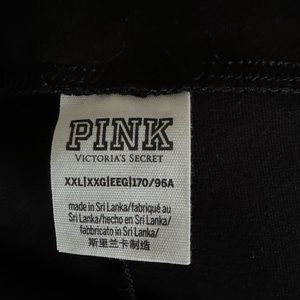 PINK
VICTORIA'S SECRET
XXL|XXG|EEG|170/96A
made in Sri Lanka/fabriqué au
Sri Lanka/hecho en Sri Lanka/
fabbricato in Sri Lanka/
斯里兰卡制造